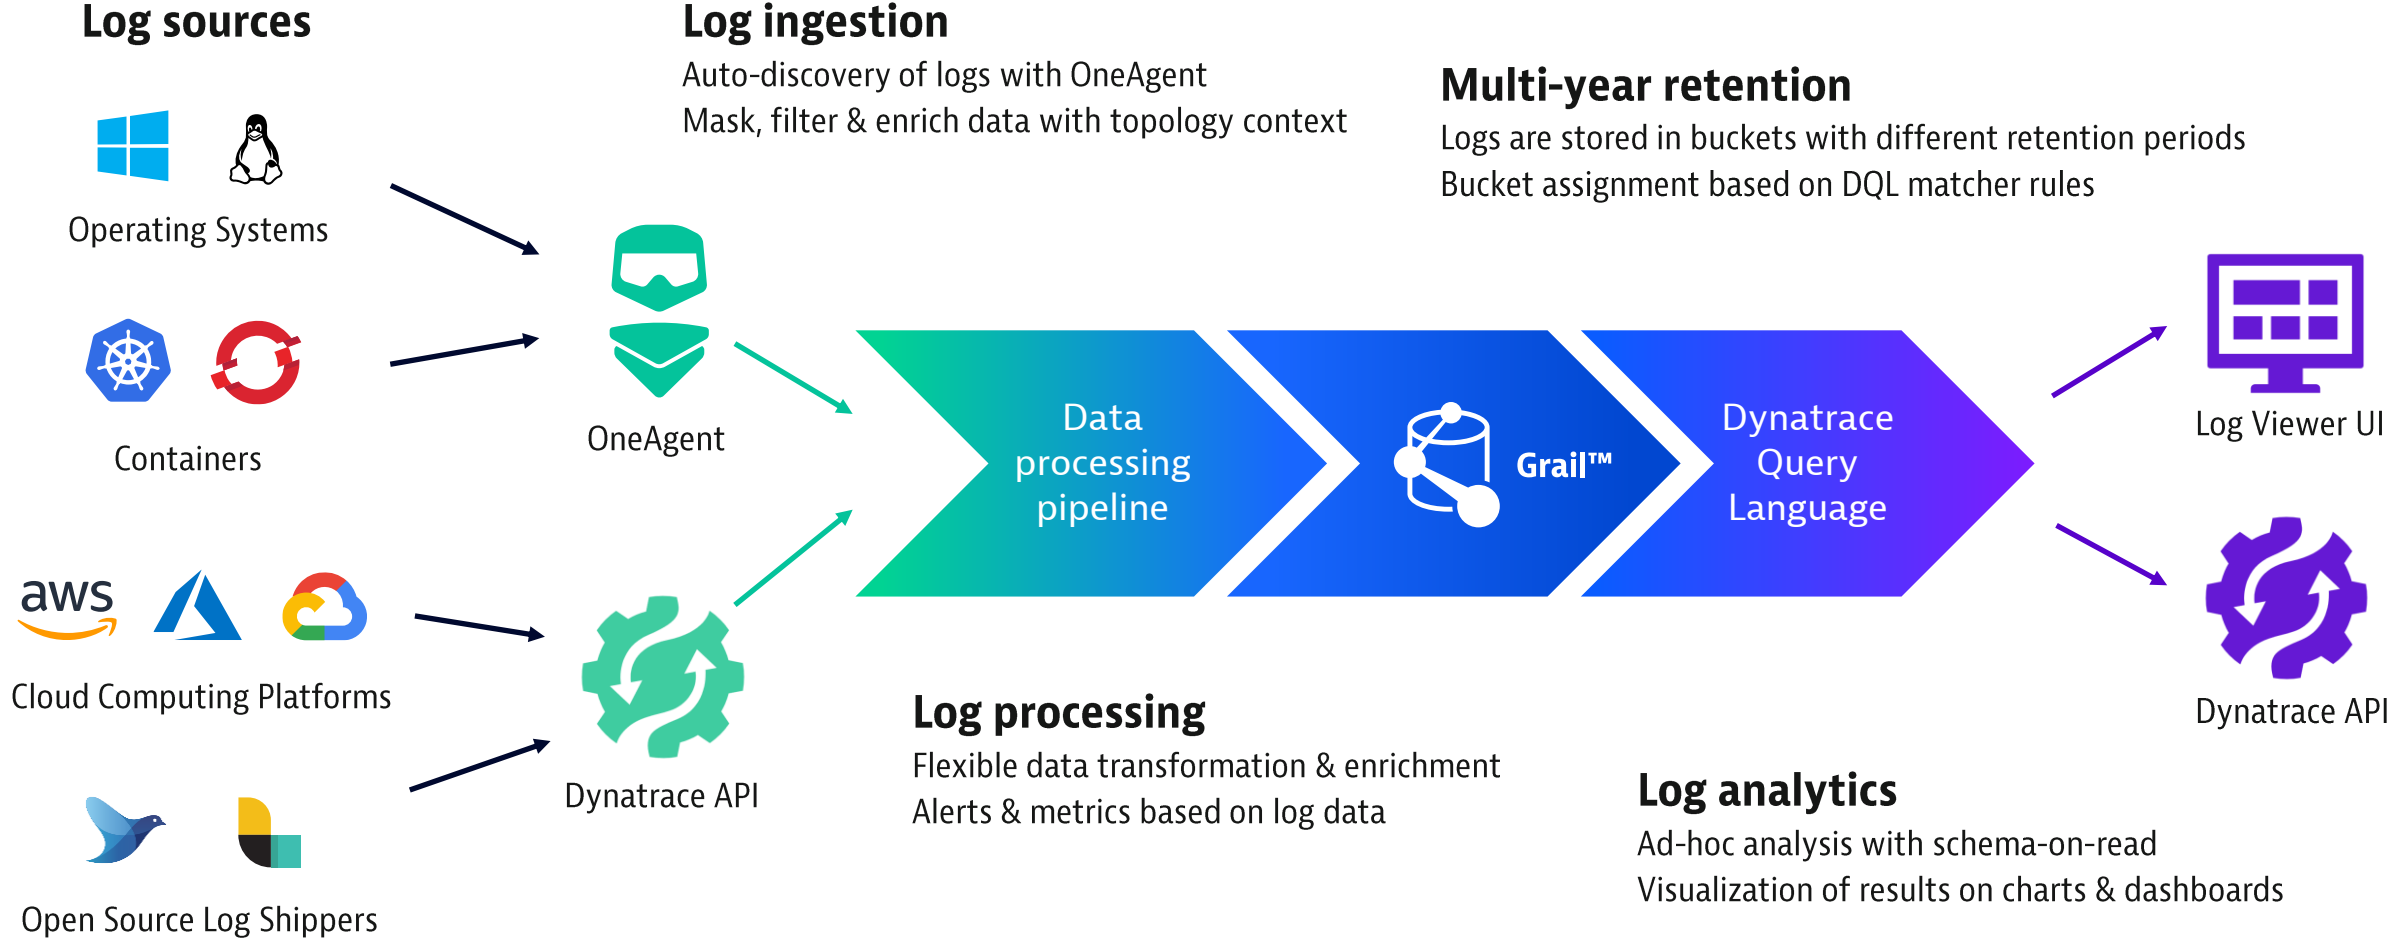 Log sources
Operating Systems
Containers
aws
Cloud Computing Platforms
Open Source Log Shippers
Log ingestion
Auto-discovery of logs with OneAgent
Mask, filter & enrich data with topology context
OneAgent
Dynatrace API
Data
processing
pipeline
Log processing
Flexible data transformation & enrichment
Alerts & metrics based on log data
Multi-year retention
Logs are stored in buckets with different retention periods
Bucket assignment based on DQL matcher rules
Grail™
Dynatrace
Query
Language
Log analytics
Ad-hoc analysis with schema-on-read
Visualization of results on charts & dashboards
Log Viewer UI
Dynatrace API